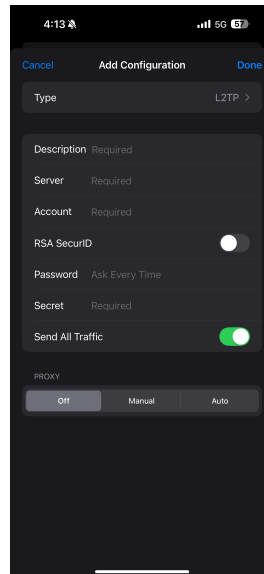 4:13 5G 57
Cancel Add Configuration Done
Type L2TP
Description Required
Server Required
Account Required
RSA SecurID
Password Ask Every Time
Secret Required
Send All Traffic
PROXY
Off Manual Auto